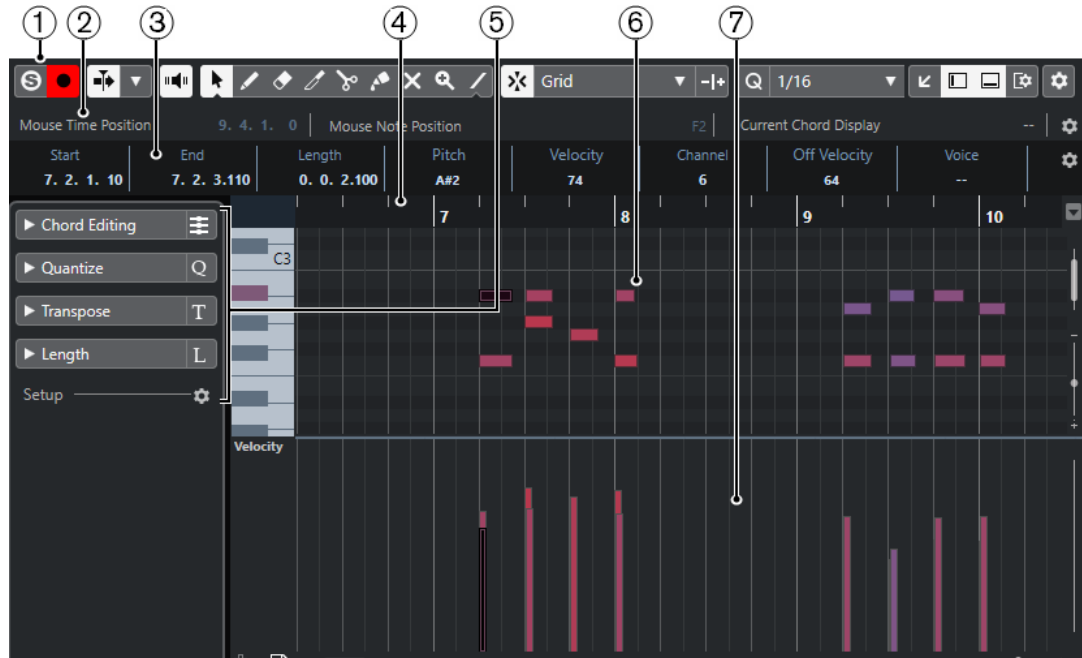 1 2 3 4 5 6 7
Grid Q 1/16
Mouse Time Position 9. 4. 1. 0 Mouse Note Position F2 Current Chord Display --
Start End Length Pitch Velocity Channel Off Velocity Voice
7. 2. 1. 10 7. 2. 3.110 0. 0. 2.100 A#2 74 6 64 --
7 8 9 10
Chord Editing
C3
Quantize Q
Transpose T
Length L
Setup
Velocity